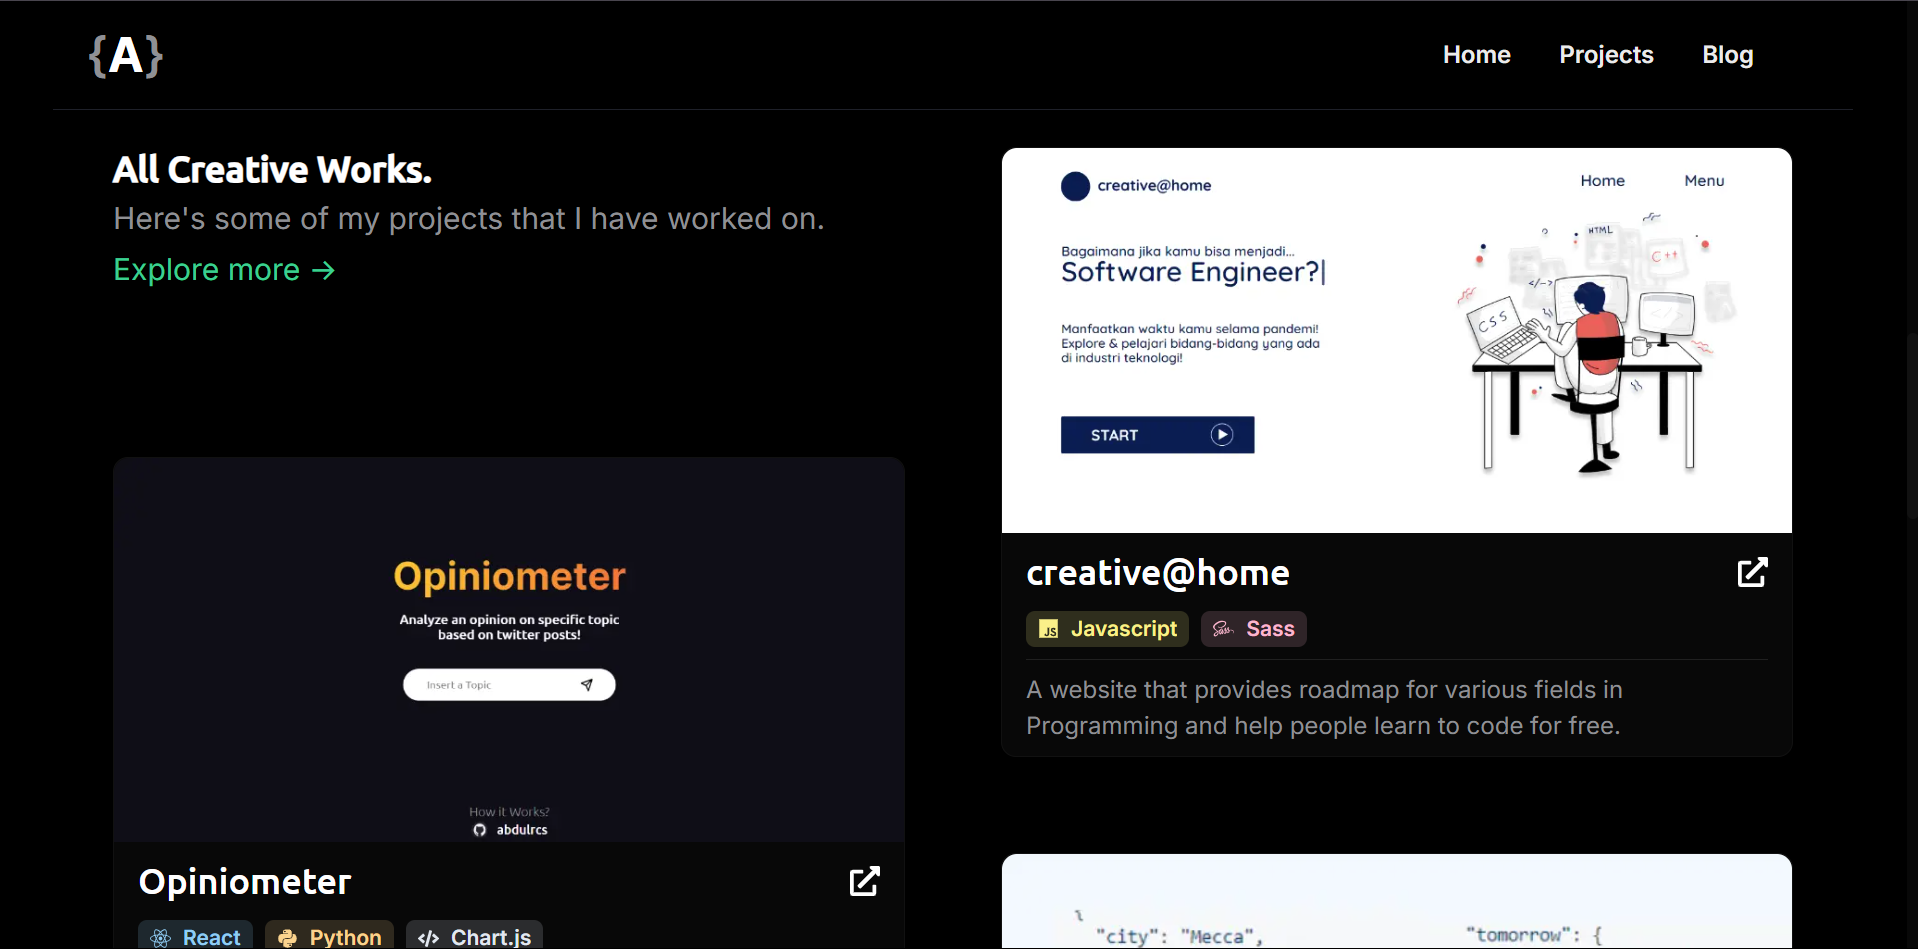 {A}
Home Projects Blog
All Creative Works.
Here's some of my projects that I have worked on.
Explore more →
Opiniometer
Analyze an opinion on specific topic
based on twitter posts!
Insert a Topic
How it Works?
abdulrcs
Opiniometer
React Python Chart.js
creative@home
Home Menu
Bagaimana jika kamu bisa menjadi...
Software Engineer?|
Manfaatkan waktu kamu selama pandemi!
Explore & pelajari bidang-bidang yang ada
di industri teknologi!
START
HTML
C++
</>
CSS
creative@home
JS Javascript Sass Sass
A website that provides roadmap for various fields in
Programming and help people learn to code for free.
"city": "Mecca",
"tomorrow": {